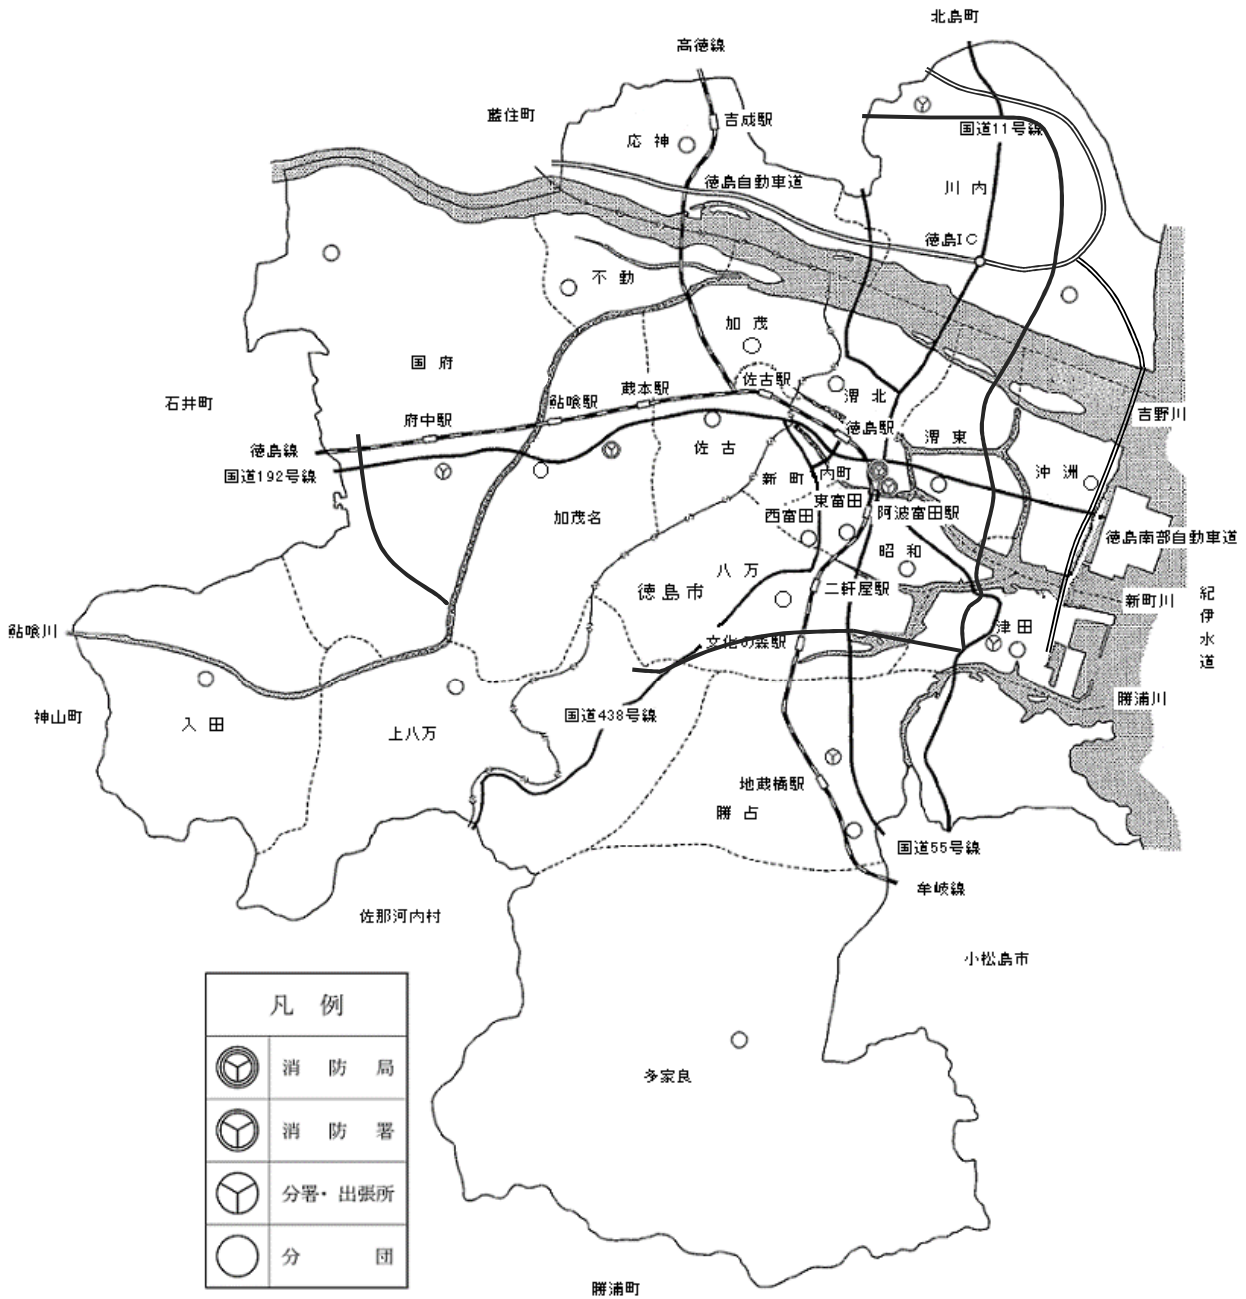 北島町
高徳線
藍住町
吉成駅
国道11号線
応神
徳島自動車道
川内
徳島IC
不動
加茂
国府
佐古駅
蔵本駅
鮎喰駅
渭北
石井町
府中駅
吉野川
徳島駅
渭東
佐古
徳島線
国道192号線
新町
内町
沖洲
東富田
西富田
阿波富田駅
加茂名
徳島南部自動車道
昭和
八万
徳島市
二軒屋駅
新町川
紀伊水道
鮎喰川
津田
文化の森駅
勝浦川
国道438号線
神山町
入田
上八万
地蔵橋駅
勝占
国道55号線
牟岐線
佐那河内村
小松島市
凡例
消防局
消防署
分署・出張所
分団
多家良
勝浦町